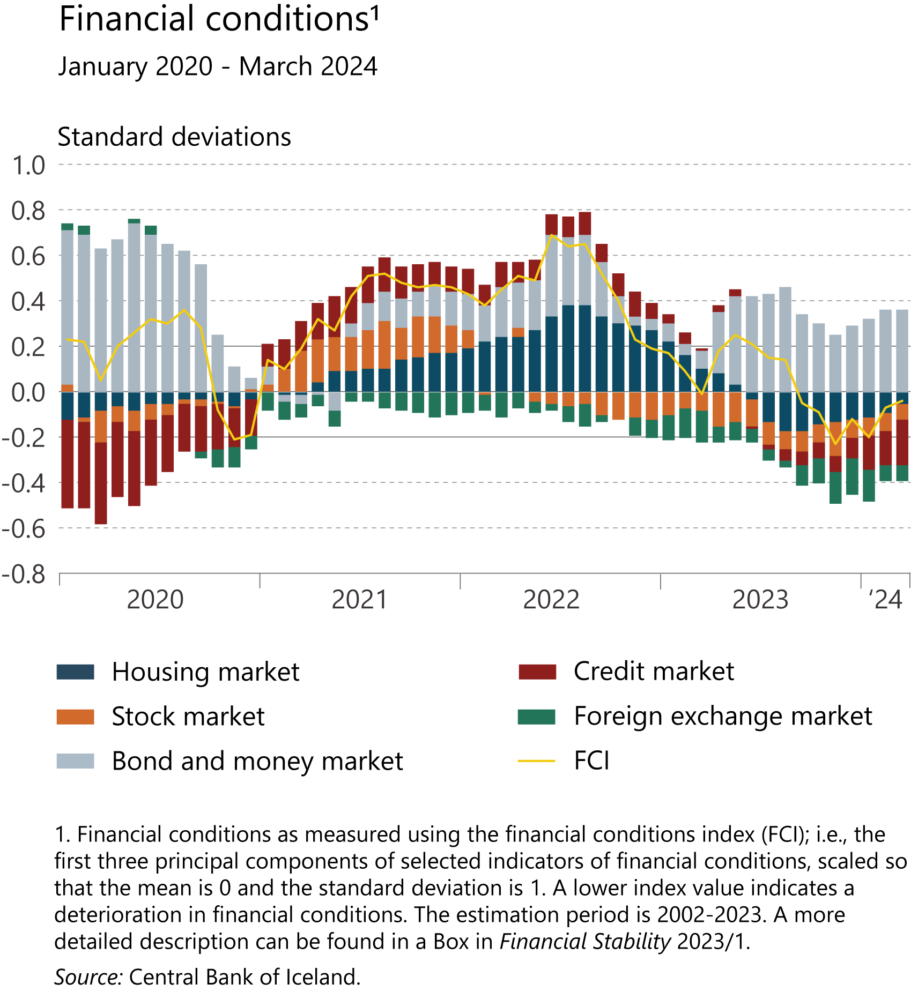 Financial conditions¹
January 2020 - March 2024
Standard deviations
1.0
0.8
0.6
0.4
0.2
0.0
-0.2
-0.4
-0.6
-0.8
2020 2021 2022 2023 ‘24
Housing market Credit market
Stock market Foreign exchange market
Bond and money market FCI
1. Financial conditions as measured using the financial conditions index (FCI); i.e., the
first three principal components of selected indicators of financial conditions, scaled so
that the mean is 0 and the standard deviation is 1. A lower index value indicates a
deterioration in financial conditions. The estimation period is 2002-2023. A more
detailed description can be found in a Box in Financial Stability 2023/1.
Source: Central Bank of Iceland.